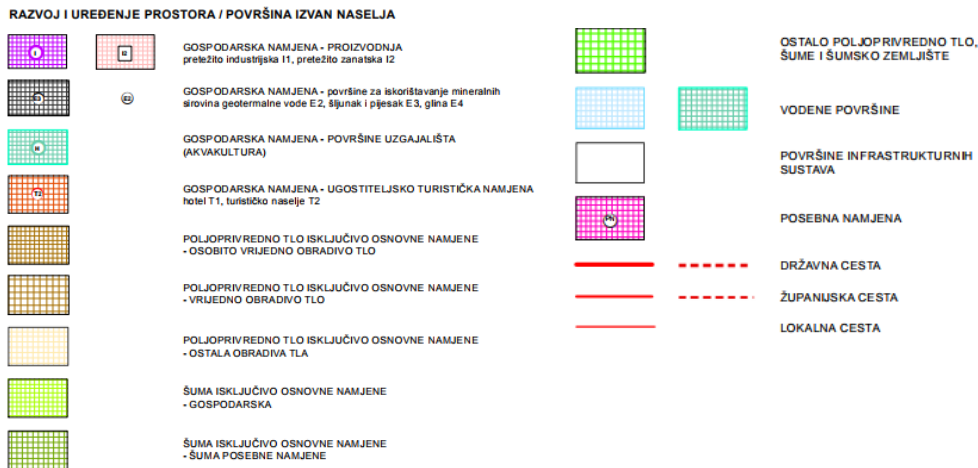 RAZVOJ I UREĐENJE PROSTORA / POVRŠINA IZVAN NASELJA
I
I2
GOSPODARSKA NAMJENA - PROIZVODNJA
pretežito industrijska I1, pretežito zanatska I2
E3
E2
GOSPODARSKA NAMJENA - površine za iskorištavanje mineralnih
sirovina geotermalne vode E2, šljunak i pijesak E3, glina E4
H
GOSPODARSKA NAMJENA - POVRŠINE UZGAJALIŠTA
(AKVAKULTURA)
T2
GOSPODARSKA NAMJENA - UGOSTITELJSKO TURISTIČKA NAMJENA
hotel T1, turističko naselje T2
POLJOPRIVREDNO TLO ISKLJUČIVO OSNOVNE NAMJENE
- OSOBITO VRIJEDNO OBRADIVO TLO
POLJOPRIVREDNO TLO ISKLJUČIVO OSNOVNE NAMJENE
- VRIJEDNO OBRADIVO TLO
POLJOPRIVREDNO TLO ISKLJUČIVO OSNOVNE NAMJENE
- OSTALA OBRADIVA TLA
ŠUMA ISKLJUČIVO OSNOVNE NAMJENE
- GOSPODARSKA
ŠUMA ISKLJUČIVO OSNOVNE NAMJENE
- ŠUMA POSEBNE NAMJENE
OSTALO POLJOPRIVREDNO TLO,
ŠUME I ŠUMSKO ZEMLJIŠTE
VODENE POVRŠINE
POVRŠINE INFRASTRUKTURNIH
SUSTAVA
PN
POSEBNA NAMJENA
DRŽAVNA CESTA
ŽUPANIJSKA CESTA
LOKALNA CESTA